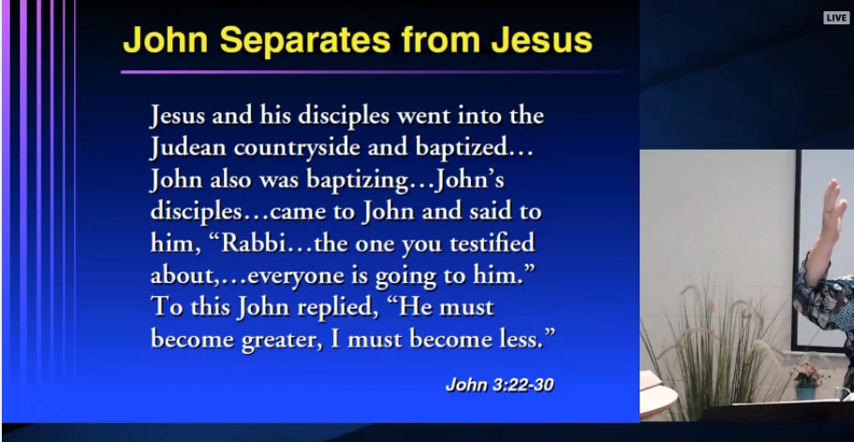 LIVE
John Separates from Jesus
Jesus and his disciples went into the
Judean countryside and baptized…
John also was baptizing…John’s
disciples…came to John and said to
him, “Rabbi…the one you testified
about,…everyone is going to him.”
To this John replied, “He must
become greater, I must become less.”
John 3:22-30